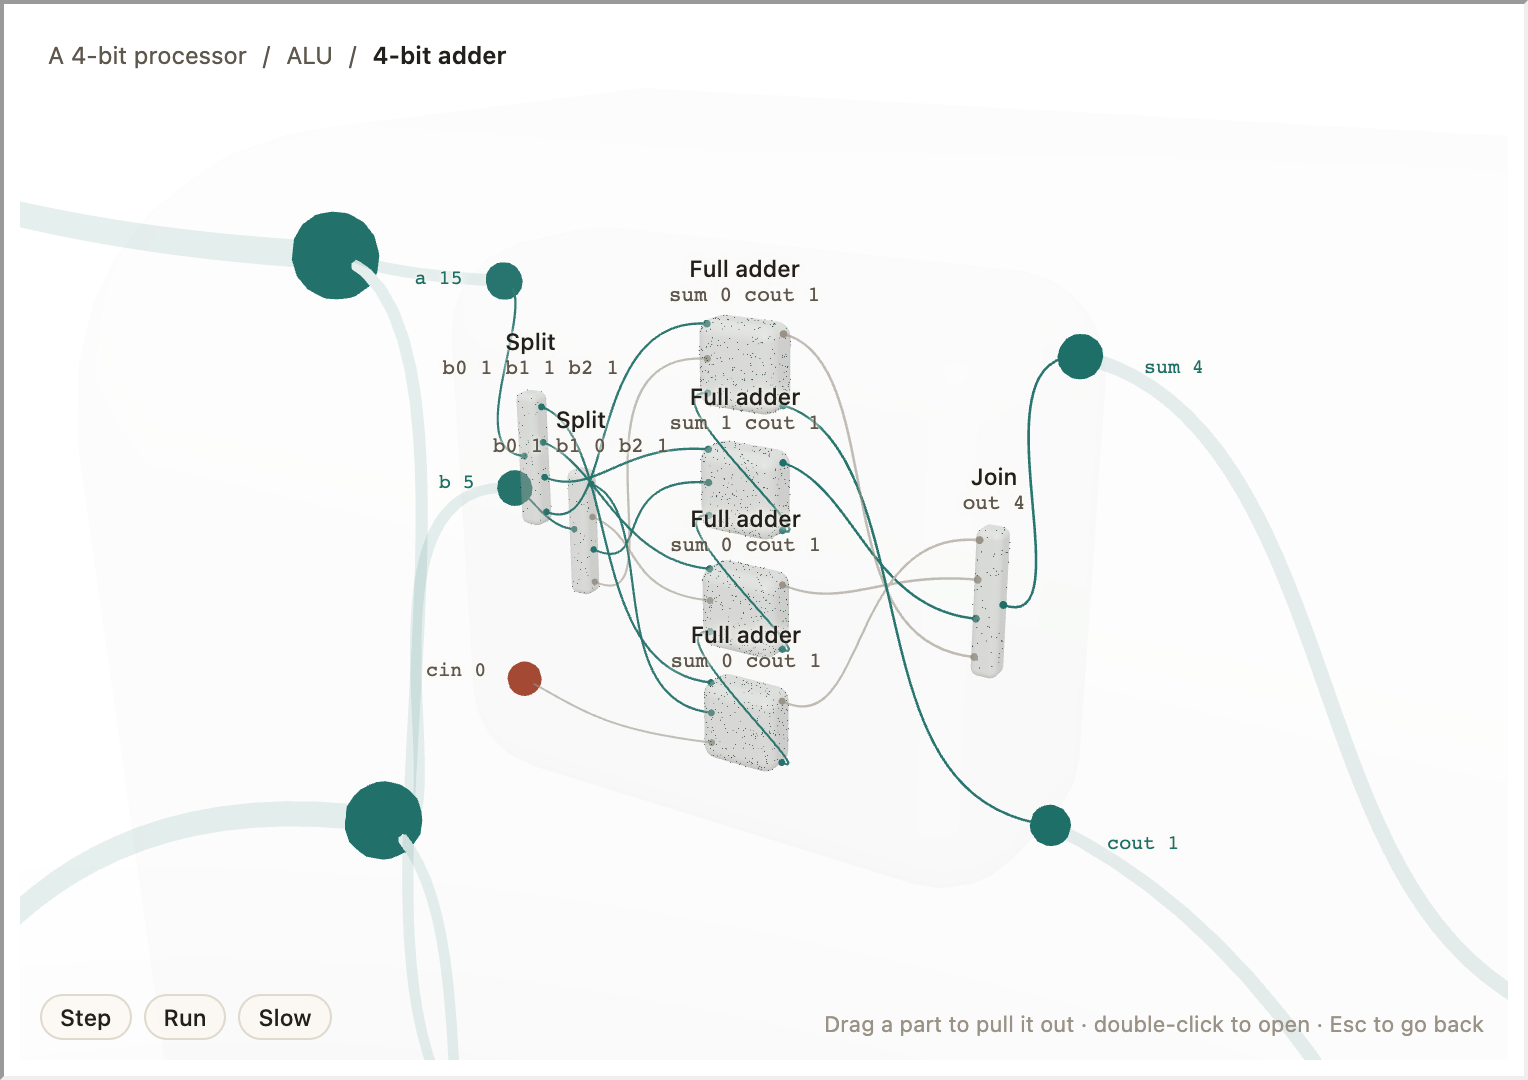 A 4-bit processor / ALU / 4-bit adder
a 15
Full adder
sum 0 cout 1
Split
b0 1 b1 1 b2 1
Full adder
sum 1 cout 1
Split
b0 1 b1 0 b2 1
b 5
Join
out 4
sum 4
Full adder
sum 0 cout 1
Full adder
sum 0 cout 1
cin 0
cout 1
Step Run Slow
Drag a part to pull it out · double-click to open · Esc to go back